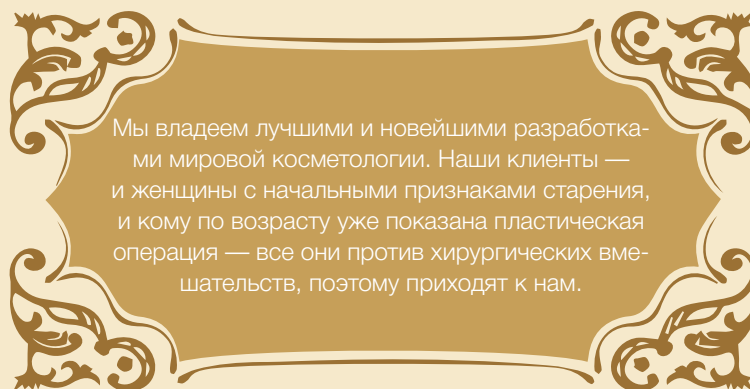 Мы владеем лучшими и новейшими разработка-
ми мировой косметологии. Наши клиенты —
и женщины с начальными признаками старения,
и кому по возрасту уже показана пластическая
операция — все они против хирургических вме-
шательств, поэтому приходят к нам.